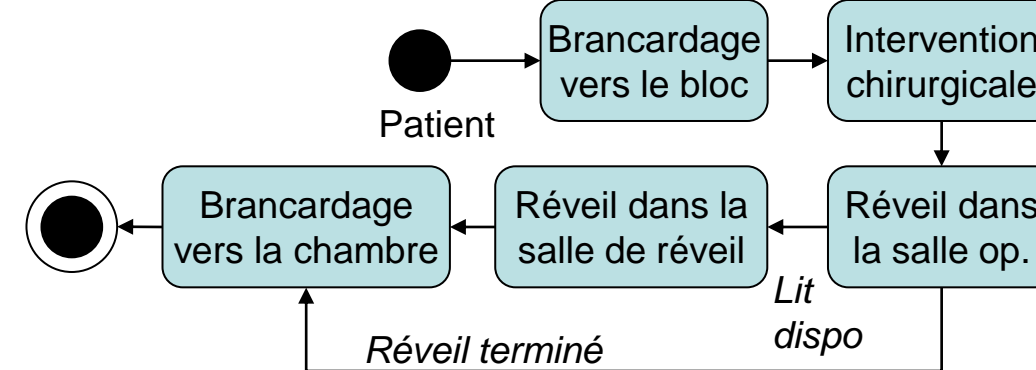 Brancardage
vers le bloc
Intervention
chirurgicale
Patient
Brancardage
vers la chambre
Réveil dans la
salle de réveil
Réveil dans
la salle op.
Lit
dispo
Réveil terminé